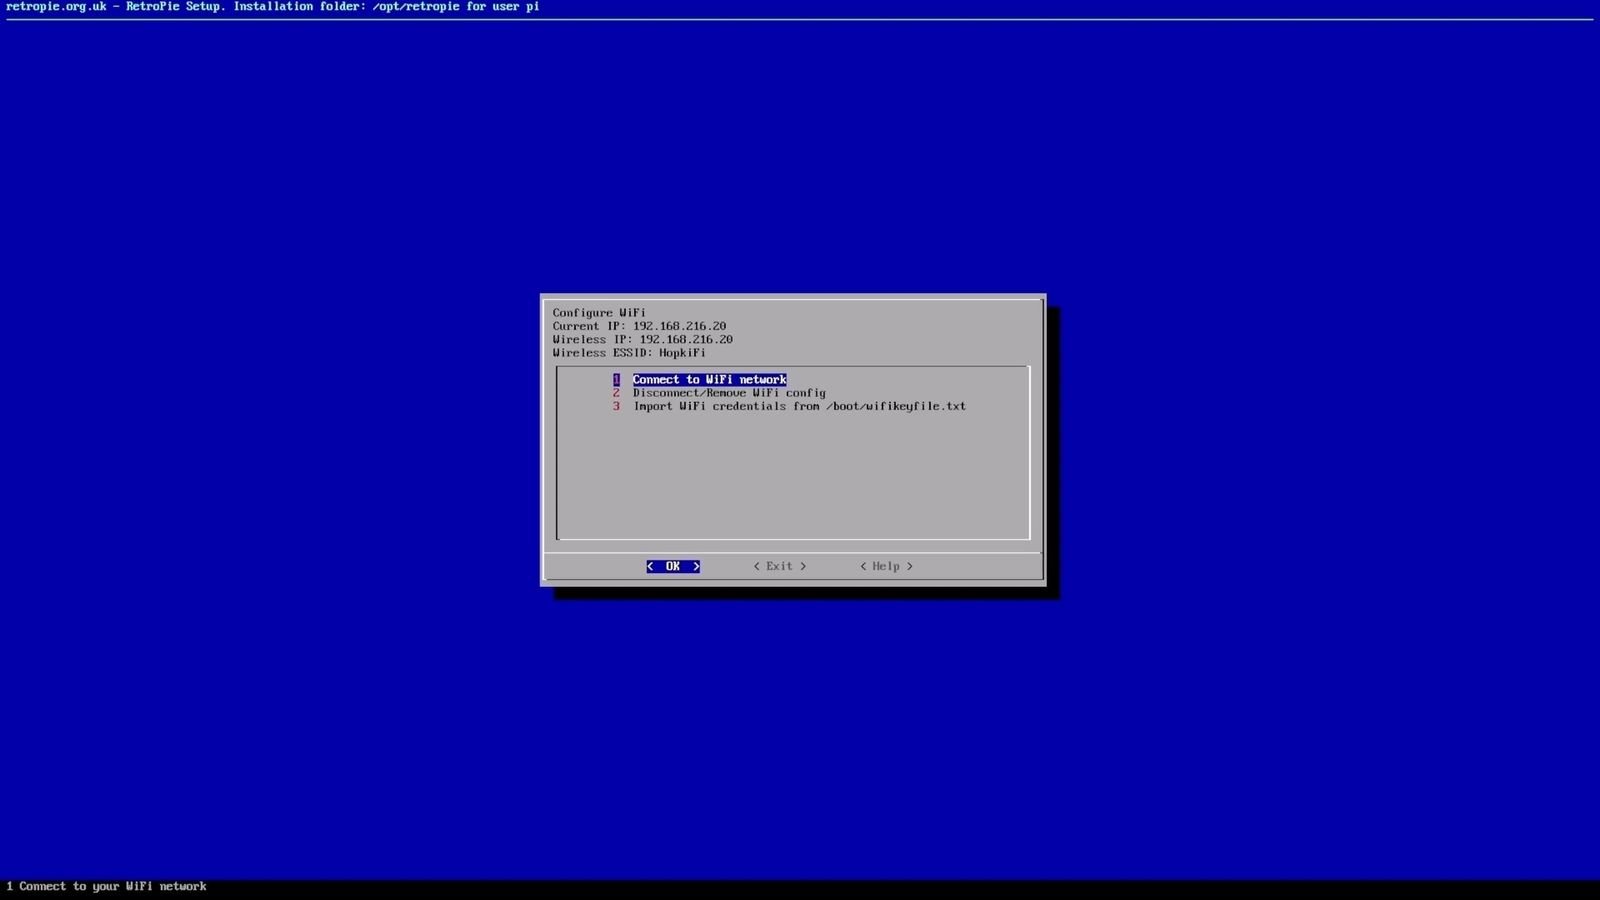 retropie.org.uk - RetroPie Setup. Installation folder: /opt/retropie for user pi
Configure WiFi
Current IP: 192.168.216.20
Wireless IP: 192.168.216.20
Wireless ESSID: HopkiFi
1 Connect to WiFi network
2 Disconnect/Remove WiFi config
3 Import WiFi credentials from /boot/wifikeyfile.txt
< OK > < Exit > < Help >
1 Connect to your WiFi network